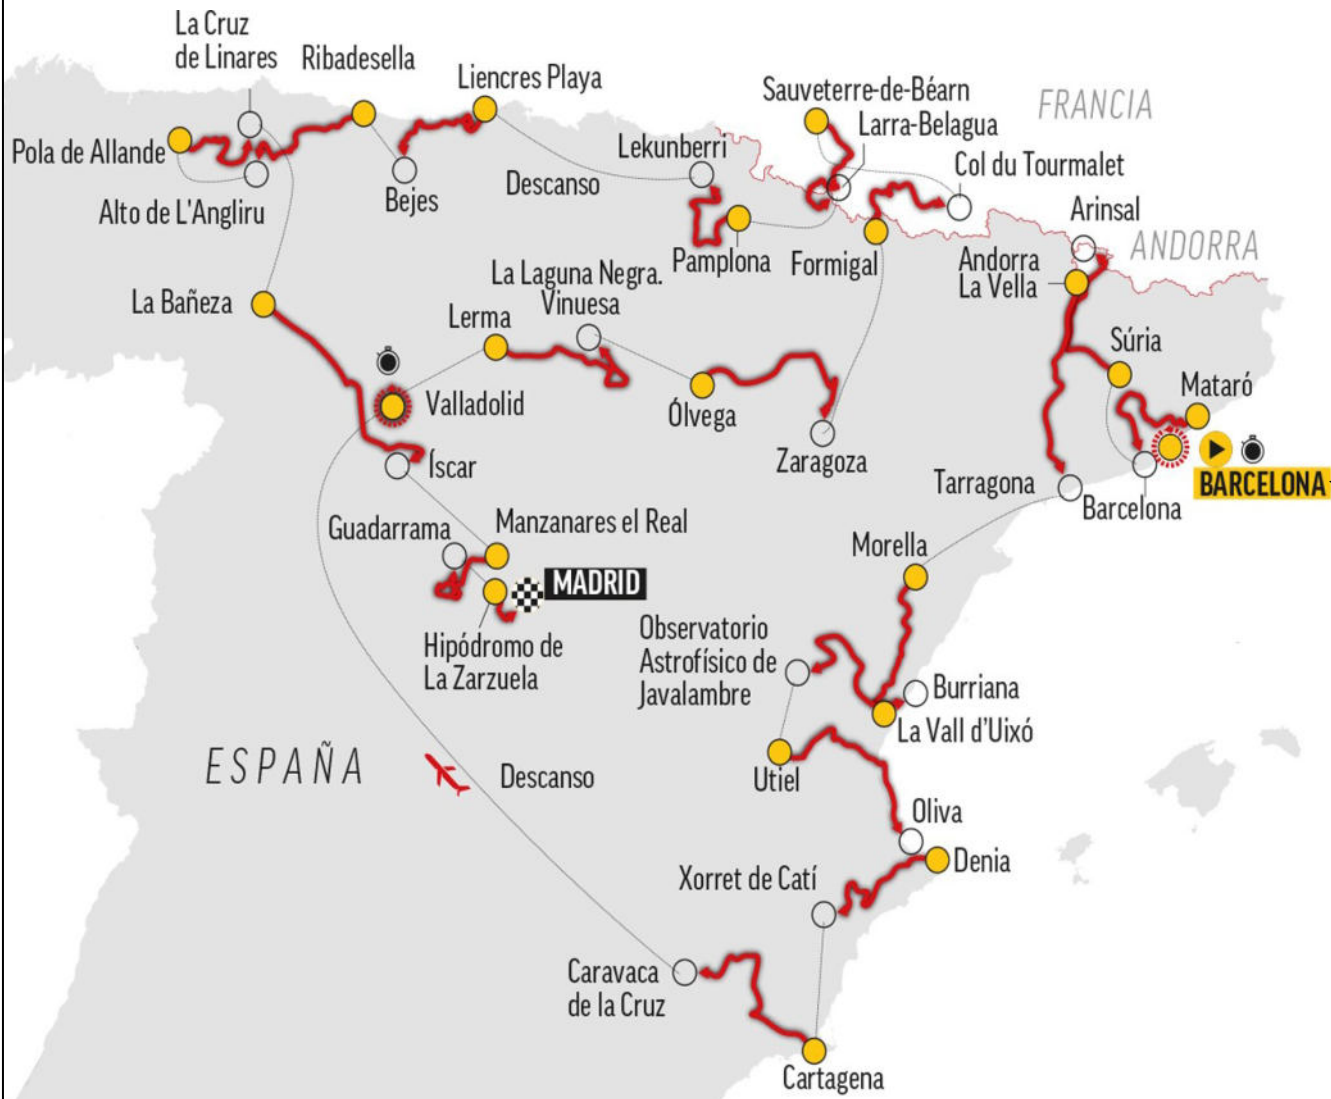 La Cruz
de Linares
Ribadesella
Liencres Playa
Sauveterre-de-Béarn
FRANCIA
Larra-Belagua
Pola de Allande
Lekunberri
Col du Tourmalet
Descanso
Bejes
Alto de L'Angliru
Arinsal
ANDORRA
Pamplona
Formigal
Andorra
La Vella
La Laguna Negra.
Vinuesa
La Bañeza
Lerma
Súria
Mataró
Valladolid
Ólvega
Zaragoza
Íscar
Tarragona
BARCELONA
Barcelona
Guadarrama
Manzanares el Real
Morella
MADRID
Observatorio
Astrofísico de
Javalambre
Hipódromo de
La Zarzuela
Burriana
La Vall d'Uixó
ESPAÑA
Descanso
Utiel
Oliva
Denia
Xorret de Catí
Caravaca
de la Cruz
Cartagena